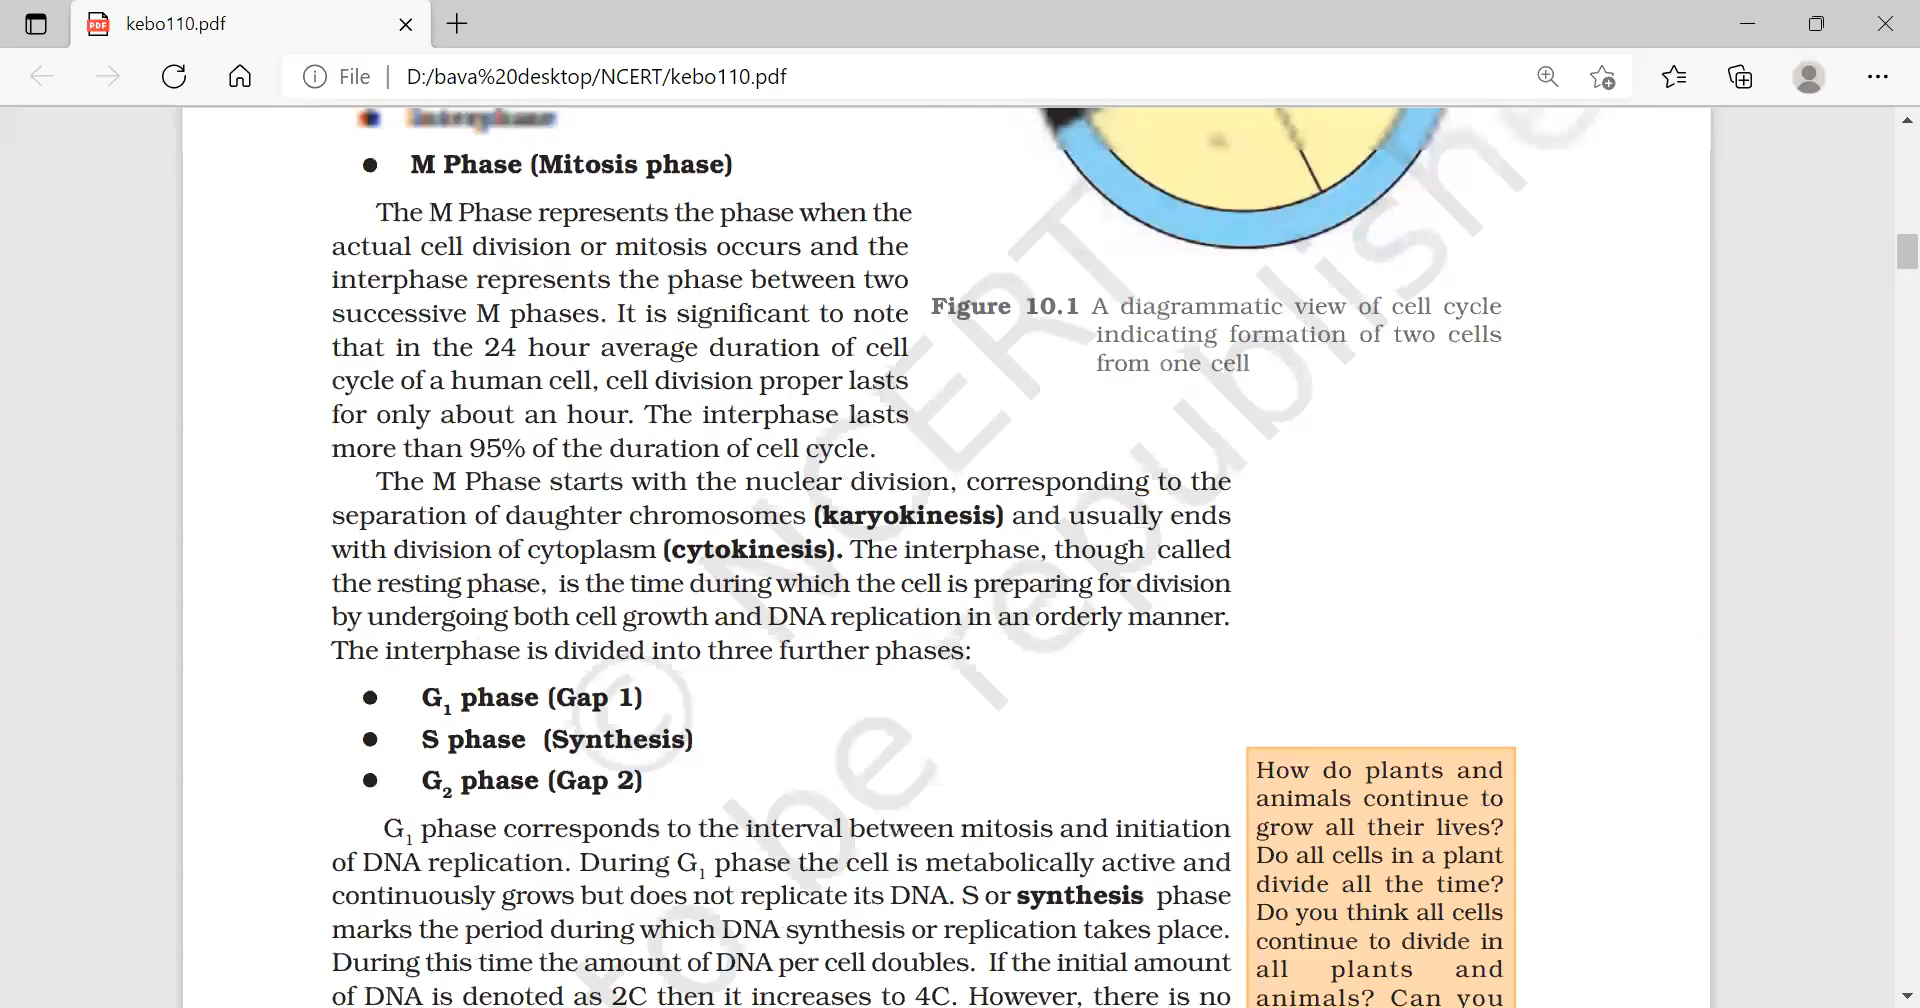 kebo110.pdf
File
D:/bava%20desktop/NCERT/kebo110.pdf
Interphase
M Phase (Mitosis phase)
The M Phase represents the phase when the
actual cell division or mitosis occurs and the
interphase represents the phase between two
successive M phases. It is significant to note
that in the 24 hour average duration of cell
cycle of a human cell, cell division proper lasts
for only about an hour. The interphase lasts
more than 95% of the duration of cell cycle.
Figure 10.1 A diagrammatic view of cell cycle
indicating formation of two cells
from one cell
The M Phase starts with the nuclear division, corresponding to the
separation of daughter chromosomes (karyokinesis) and usually ends
with division of cytoplasm (cytokinesis). The interphase, though called
the resting phase, is the time during which the cell is preparing for division
by undergoing both cell growth and DNA replication in an orderly manner.
The interphase is divided into three further phases:
G₁ phase (Gap 1)
S phase (Synthesis)
G₂ phase (Gap 2)
G₁ phase corresponds to the interval between mitosis and initiation
of DNA replication. During G₁ phase the cell is metabolically active and
continuously grows but does not replicate its DNA. S or synthesis phase
marks the period during which DNA synthesis or replication takes place.
During this time the amount of DNA per cell doubles. If the initial amount
of DNA is denoted as 2C then it increases to 4C. However, there is no
How do plants and
animals continue to
grow all their lives?
Do all cells in a plant
divide all the time?
Do you think all cells
continue to divide in
all plants and
animals? Can you
© NCERT
to be republishe